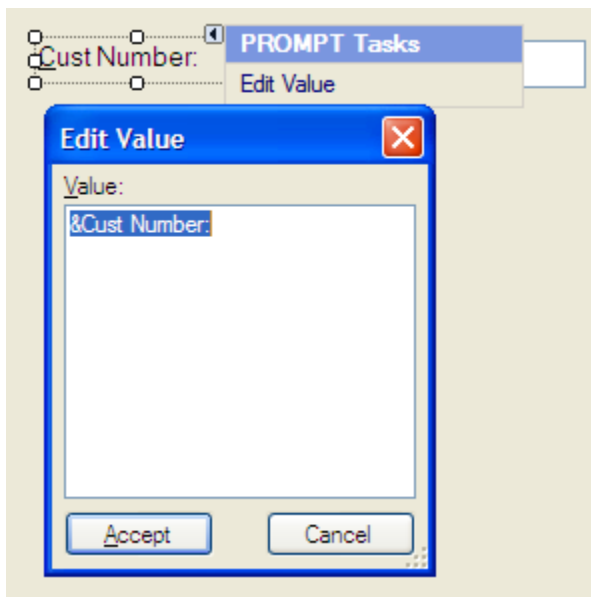 Cust Number:
PROMPT Tasks
Edit Value
Edit Value
Value:
&Cust Number:
Accept
Cancel